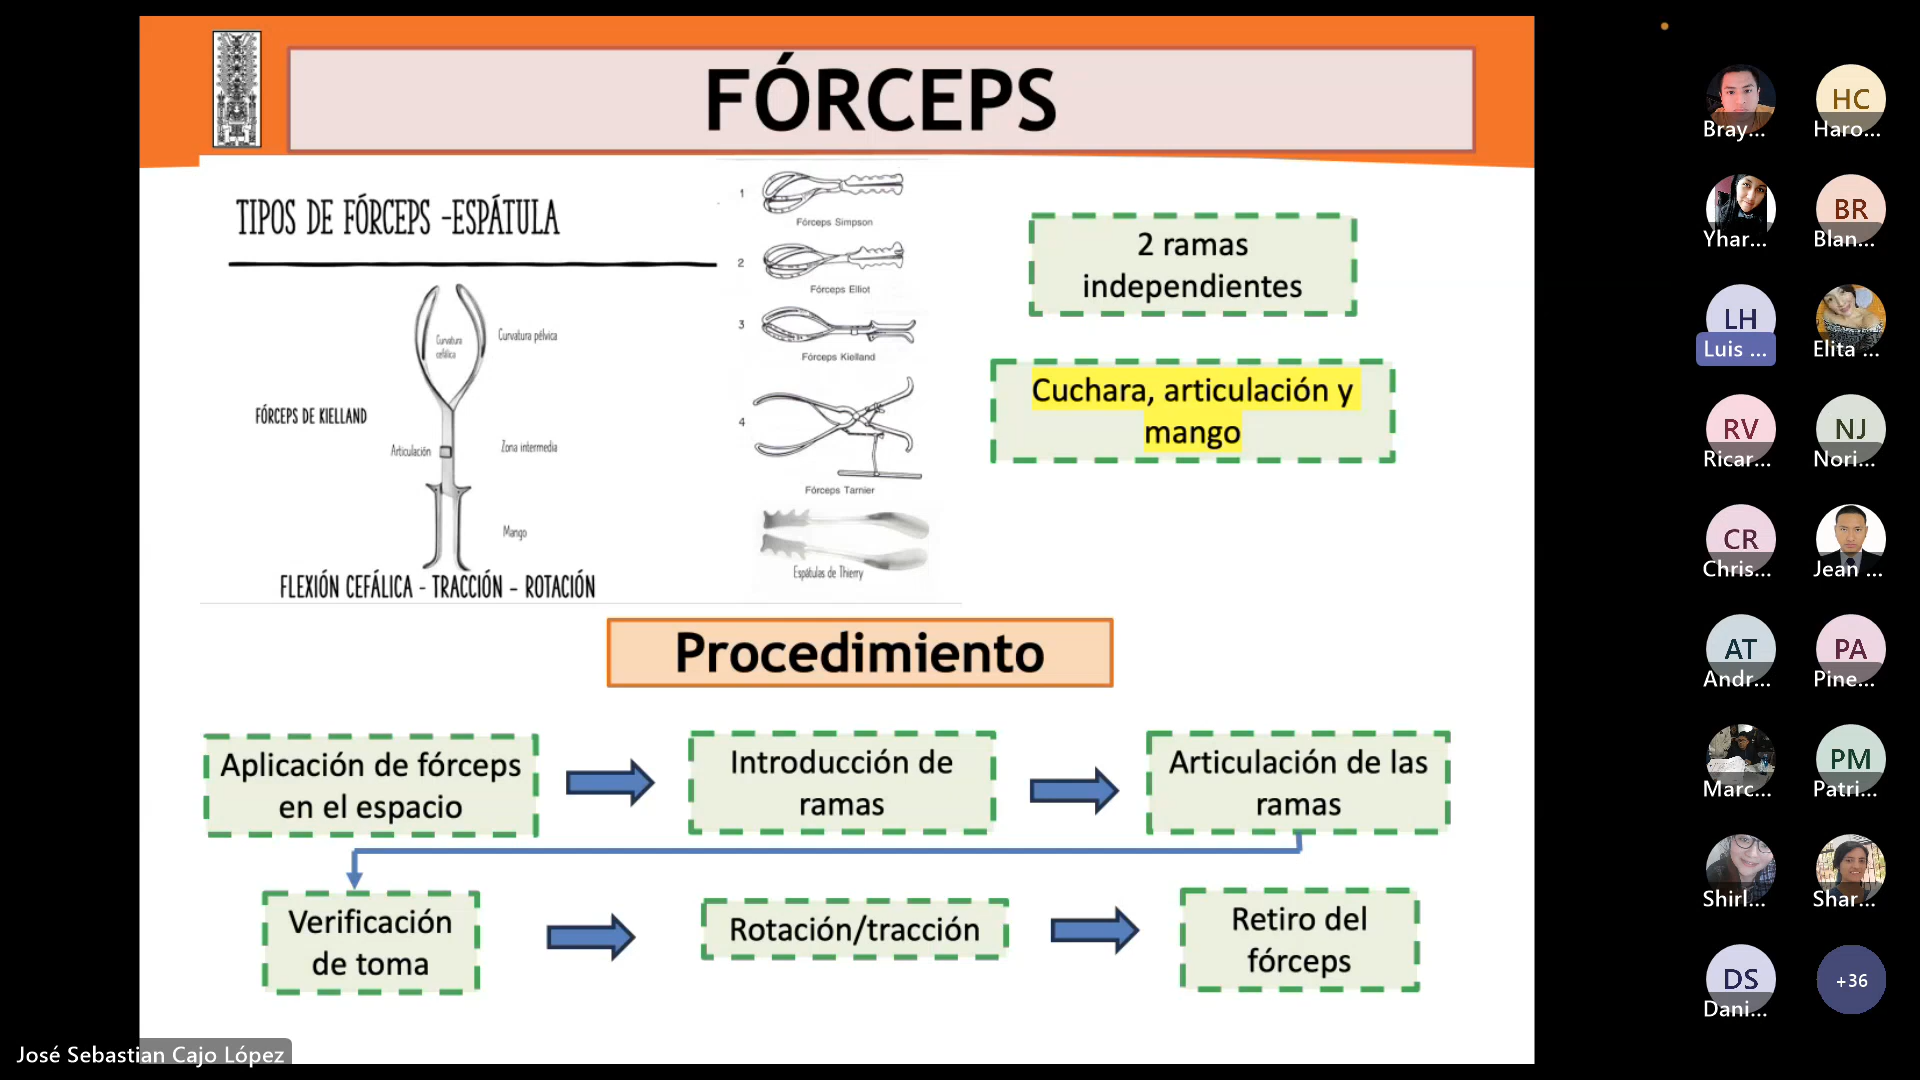 FÓRCEPS
TIPOS DE FÓRCEPS -ESPÁTULA
Curvatura
cefálica
Curvatura pélvica
FÓRCEPS DE KIELLAND
Articulación
Zona intermedia
Mango
FLEXIÓN CEFÁLICA - TRACCIÓN - ROTACIÓN
1
Fórceps Simpson
2
Fórceps Elliot
3
Fórceps Kielland
4
Fórceps Tarnier
Espátulas de Thierry
2 ramas
independientes
Cuchara, articulación y
mango
Procedimiento
Aplicación de fórceps
en el espacio
Introducción de
ramas
Articulación de las
ramas
Verificación
de toma
Rotación/tracción
Retiro del
fórceps
José Sebastian Cajo López
Bray...
HC
Haro...
Yhar...
BR
Blan...
LH
Luis ...
Elita ...
RV
Ricar...
NJ
Nori...
CR
Chris...
Jean ...
AT
Andr...
PA
Pine...
Marc...
PM
Patri...
Shirl...
Shar...
DS
Dani...
+36